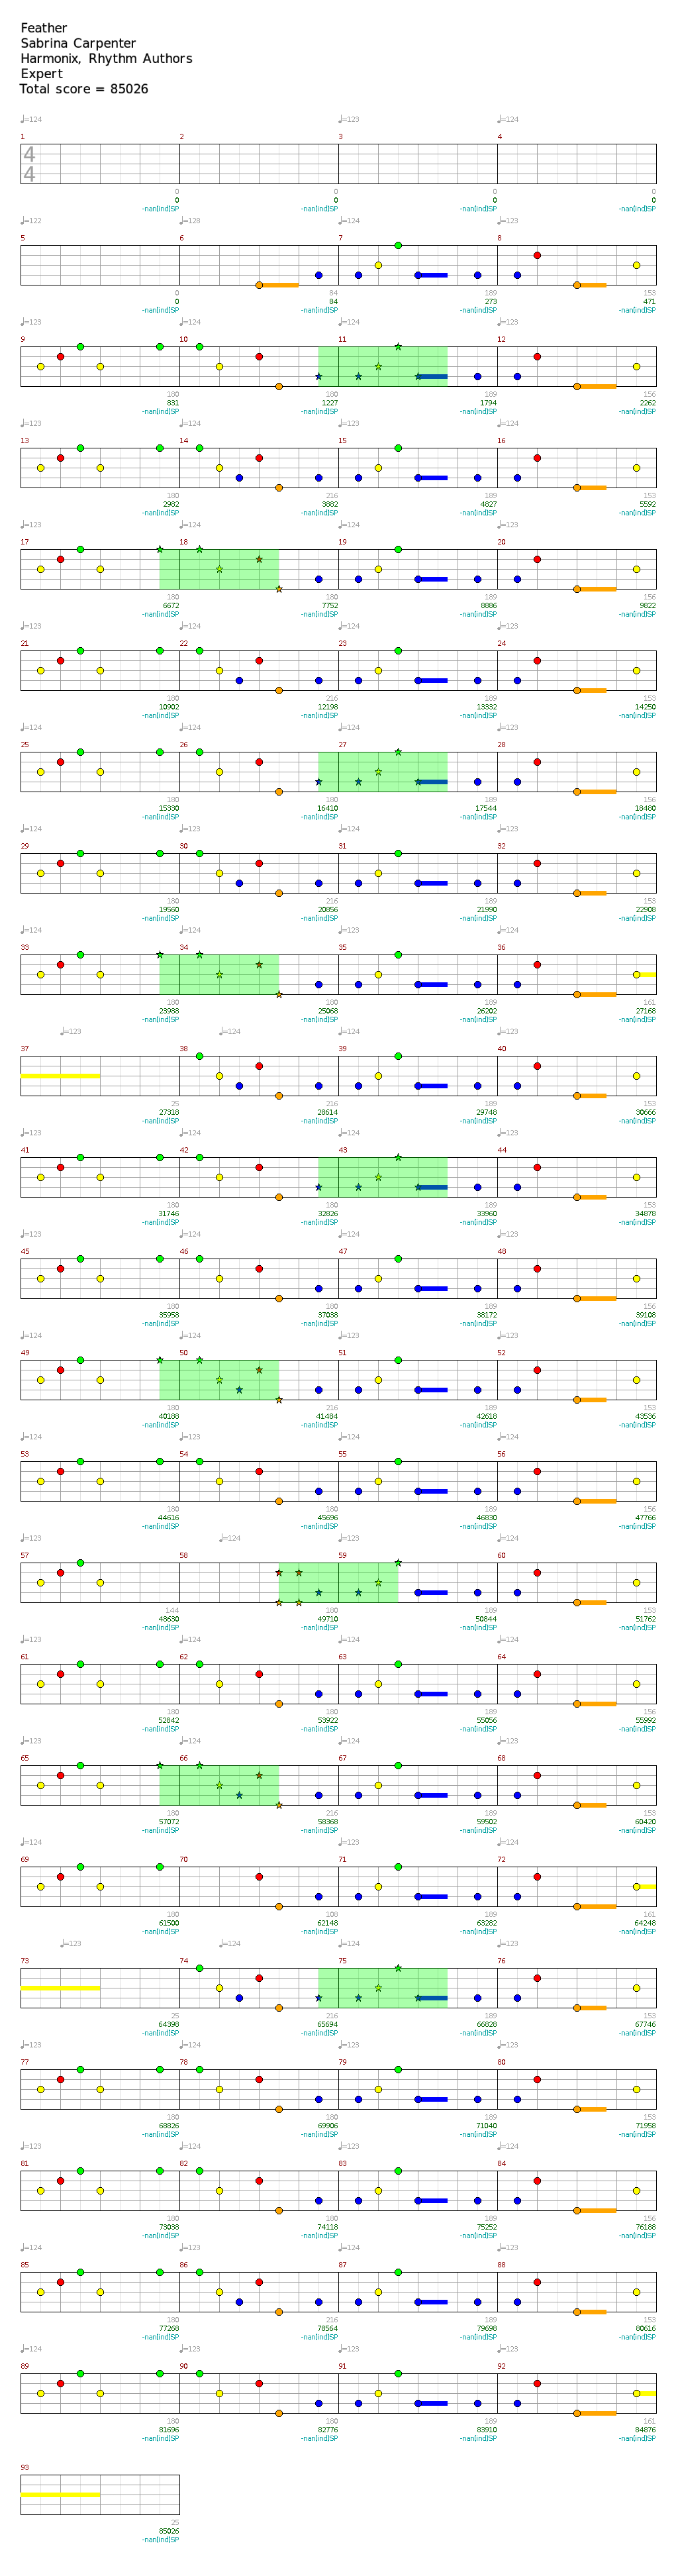 Feather
Sabrina Carpenter
Harmonix, Rhythm Authors
Expert
Total score = 85026
♩=124 ♩=123 ♩=124
1 2 3 4
4
4
0 0 0 0
0 0 0 0
-nan[ind]SP -nan[ind]SP -nan[ind]SP -nan[ind]SP
♩=122 ♩=128 ♩=124 ♩=123
5 6 7 8
0 84 189 153
0 84 273 471
-nan[ind]SP -nan[ind]SP -nan[ind]SP -nan[ind]SP
♩=123 ♩=124 ♩=124 ♩=123
9 10 11 12
180 180 189 156
831 1227 1794 2262
-nan[ind]SP -nan[ind]SP -nan[ind]SP -nan[ind]SP
♩=123 ♩=124 ♩=123 ♩=124
13 14 15 16
180 216 189 153
2982 3882 4827 5592
-nan[ind]SP -nan[ind]SP -nan[ind]SP -nan[ind]SP
♩=123 ♩=124 ♩=124 ♩=123
17 18 19 20
180 180 189 156
6672 7752 8886 9822
-nan[ind]SP -nan[ind]SP -nan[ind]SP -nan[ind]SP
♩=123 ♩=124 ♩=124 ♩=123
21 22 23 24
180 216 189 153
10902 12198 13332 14250
-nan[ind]SP -nan[ind]SP -nan[ind]SP -nan[ind]SP
♩=124 ♩=123 ♩=124 ♩=123
25 26 27 28
180 180 189 156
15330 16410 17544 18480
-nan[ind]SP -nan[ind]SP -nan[ind]SP -nan[ind]SP
♩=124 ♩=123 ♩=124 ♩=123
29 30 31 32
180 216 189 153
19560 20856 21990 22908
-nan[ind]SP -nan[ind]SP -nan[ind]SP -nan[ind]SP
♩=124 ♩=124 ♩=123 ♩=124
33 34 35 36
180 180 189 161
23988 25068 26202 27168
-nan[ind]SP -nan[ind]SP -nan[ind]SP -nan[ind]SP
♩=123 ♩=124 ♩=123 ♩=123
37 38 39 40
25 216 189 153
27318 28614 29748 30666
-nan[ind]SP -nan[ind]SP -nan[ind]SP -nan[ind]SP
♩=123 ♩=124 ♩=123 ♩=124
41 42 43 44
180 180 189 153
31746 32826 33960 34878
-nan[ind]SP -nan[ind]SP -nan[ind]SP -nan[ind]SP
♩=123 ♩=124 ♩=123 ♩=124
45 46 47 48
180 180 189 156
35958 37038 38172 39108
-nan[ind]SP -nan[ind]SP -nan[ind]SP -nan[ind]SP
♩=124 ♩=123 ♩=124 ♩=123
49 50 51 52
180 216 189 153
40188 41484 42618 43536
-nan[ind]SP -nan[ind]SP -nan[ind]SP -nan[ind]SP
♩=124 ♩=123 ♩=124 ♩=123
53 54 55 56
180 180 189 156
44616 45696 46830 47766
-nan[ind]SP -nan[ind]SP -nan[ind]SP -nan[ind]SP
♩=123 ♩=124 ♩=123 ♩=124
57 58 59 60
144 180 189 153
48630 49710 50844 51762
-nan[ind]SP -nan[ind]SP -nan[ind]SP -nan[ind]SP
♩=123 ♩=124 ♩=123 ♩=124
61 62 63 64
180 180 189 156
52842 53922 55056 55992
-nan[ind]SP -nan[ind]SP -nan[ind]SP -nan[ind]SP
♩=123 ♩=124 ♩=124 ♩=123
65 66 67 68
180 216 189 153
57072 58368 59502 60420
-nan[ind]SP -nan[ind]SP -nan[ind]SP -nan[ind]SP
♩=124 ♩=123 ♩=123 ♩=124
69 70 71 72
180 108 189 161
61500 62148 63282 64248
-nan[ind]SP -nan[ind]SP -nan[ind]SP -nan[ind]SP
♩=123 ♩=124 ♩=123 ♩=124
73 74 75 76
25 216 189 153
64398 65694 66828 67746
-nan[ind]SP -nan[ind]SP -nan[ind]SP -nan[ind]SP
♩=123 ♩=124 ♩=124 ♩=123
77 78 79 80
180 180 189 153
68826 69906 71040 71958
-nan[ind]SP -nan[ind]SP -nan[ind]SP -nan[ind]SP
♩=123 ♩=124 ♩=123 ♩=124
81 82 83 84
180 180 189 156
73038 74118 75252 76188
-nan[ind]SP -nan[ind]SP -nan[ind]SP -nan[ind]SP
♩=124 ♩=123 ♩=124 ♩=123
85 86 87 88
180 216 189 153
77268 78564 79698 80616
-nan[ind]SP -nan[ind]SP -nan[ind]SP -nan[ind]SP
♩=124 ♩=123 ♩=124 ♩=123
89 90 91 92
180 180 189 161
81696 82776 83910 84876
-nan[ind]SP -nan[ind]SP -nan[ind]SP -nan[ind]SP
93
25
85026
-nan[ind]SP